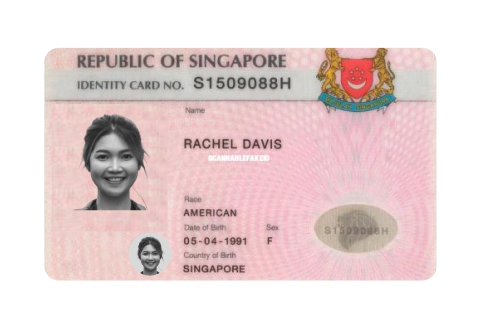 REPUBLIC OF SINGAPORE
IDENTITY CARD NO. S1509088H
Name
RACHEL DAVIS
SCANNABLEFAKEID
Race
AMERICAN
Date of Birth Sex
05-04-1991 F
S1509088H
Country of Birth
SINGAPORE